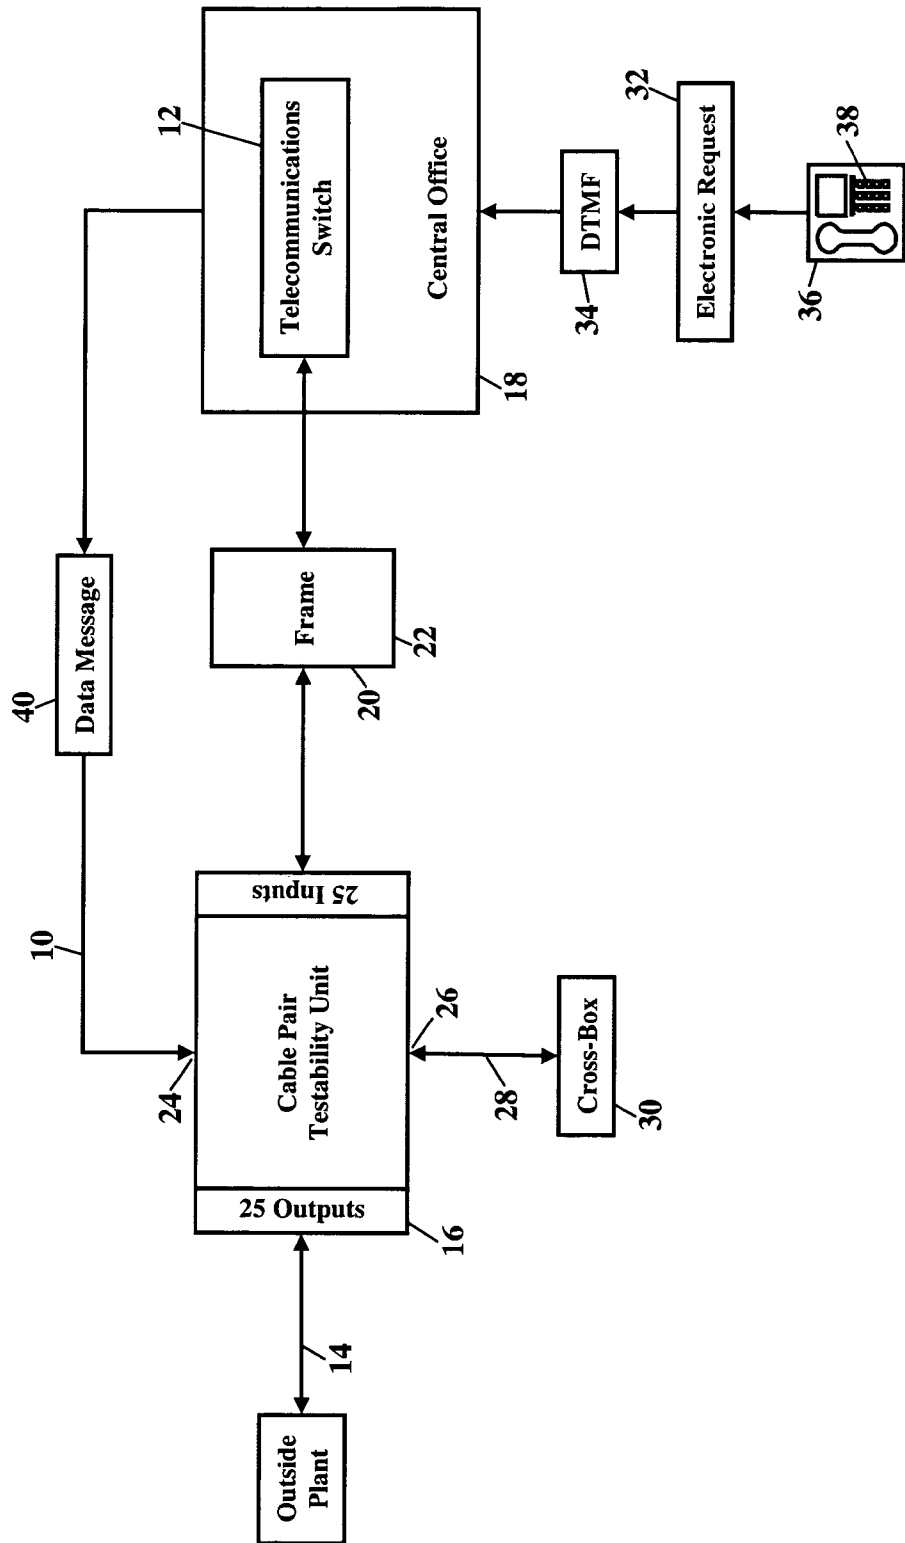 10
40
Data Message
12
Telecommunications
Switch
Central Office
18
Outside
Plant
14
25 Outputs
16
24
Cable Pair
Testability Unit
26
25 Inputs
Frame
20
22
28
Cross-Box
30
34
DTMF
32
Electronic Request
36
38